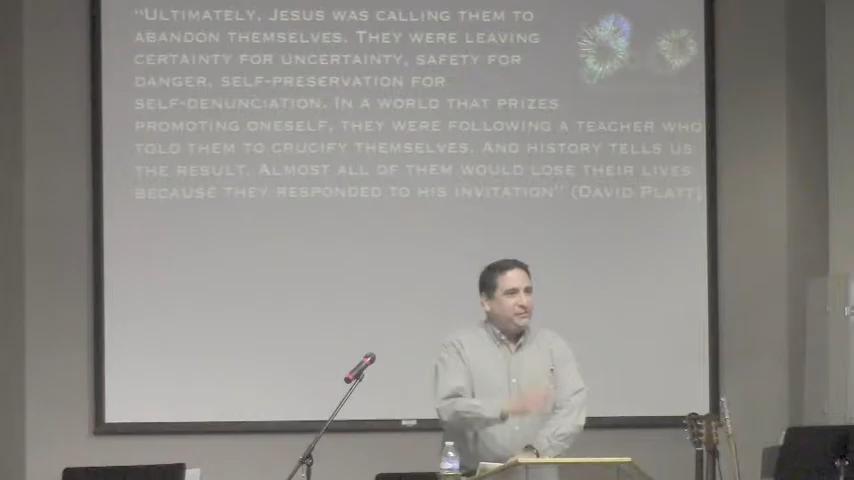 “Ultimately, Jesus was calling them to
abandon themselves. They were leaving
certainty for uncertainty, safety for
danger, self-preservation for
self-denunciation. In a world that prizes
promoting oneself, they were following a teacher who
told them to crucify themselves. And history tells us
the result. Almost all of them would lose their lives
because they responded to his invitation” (David Platt)